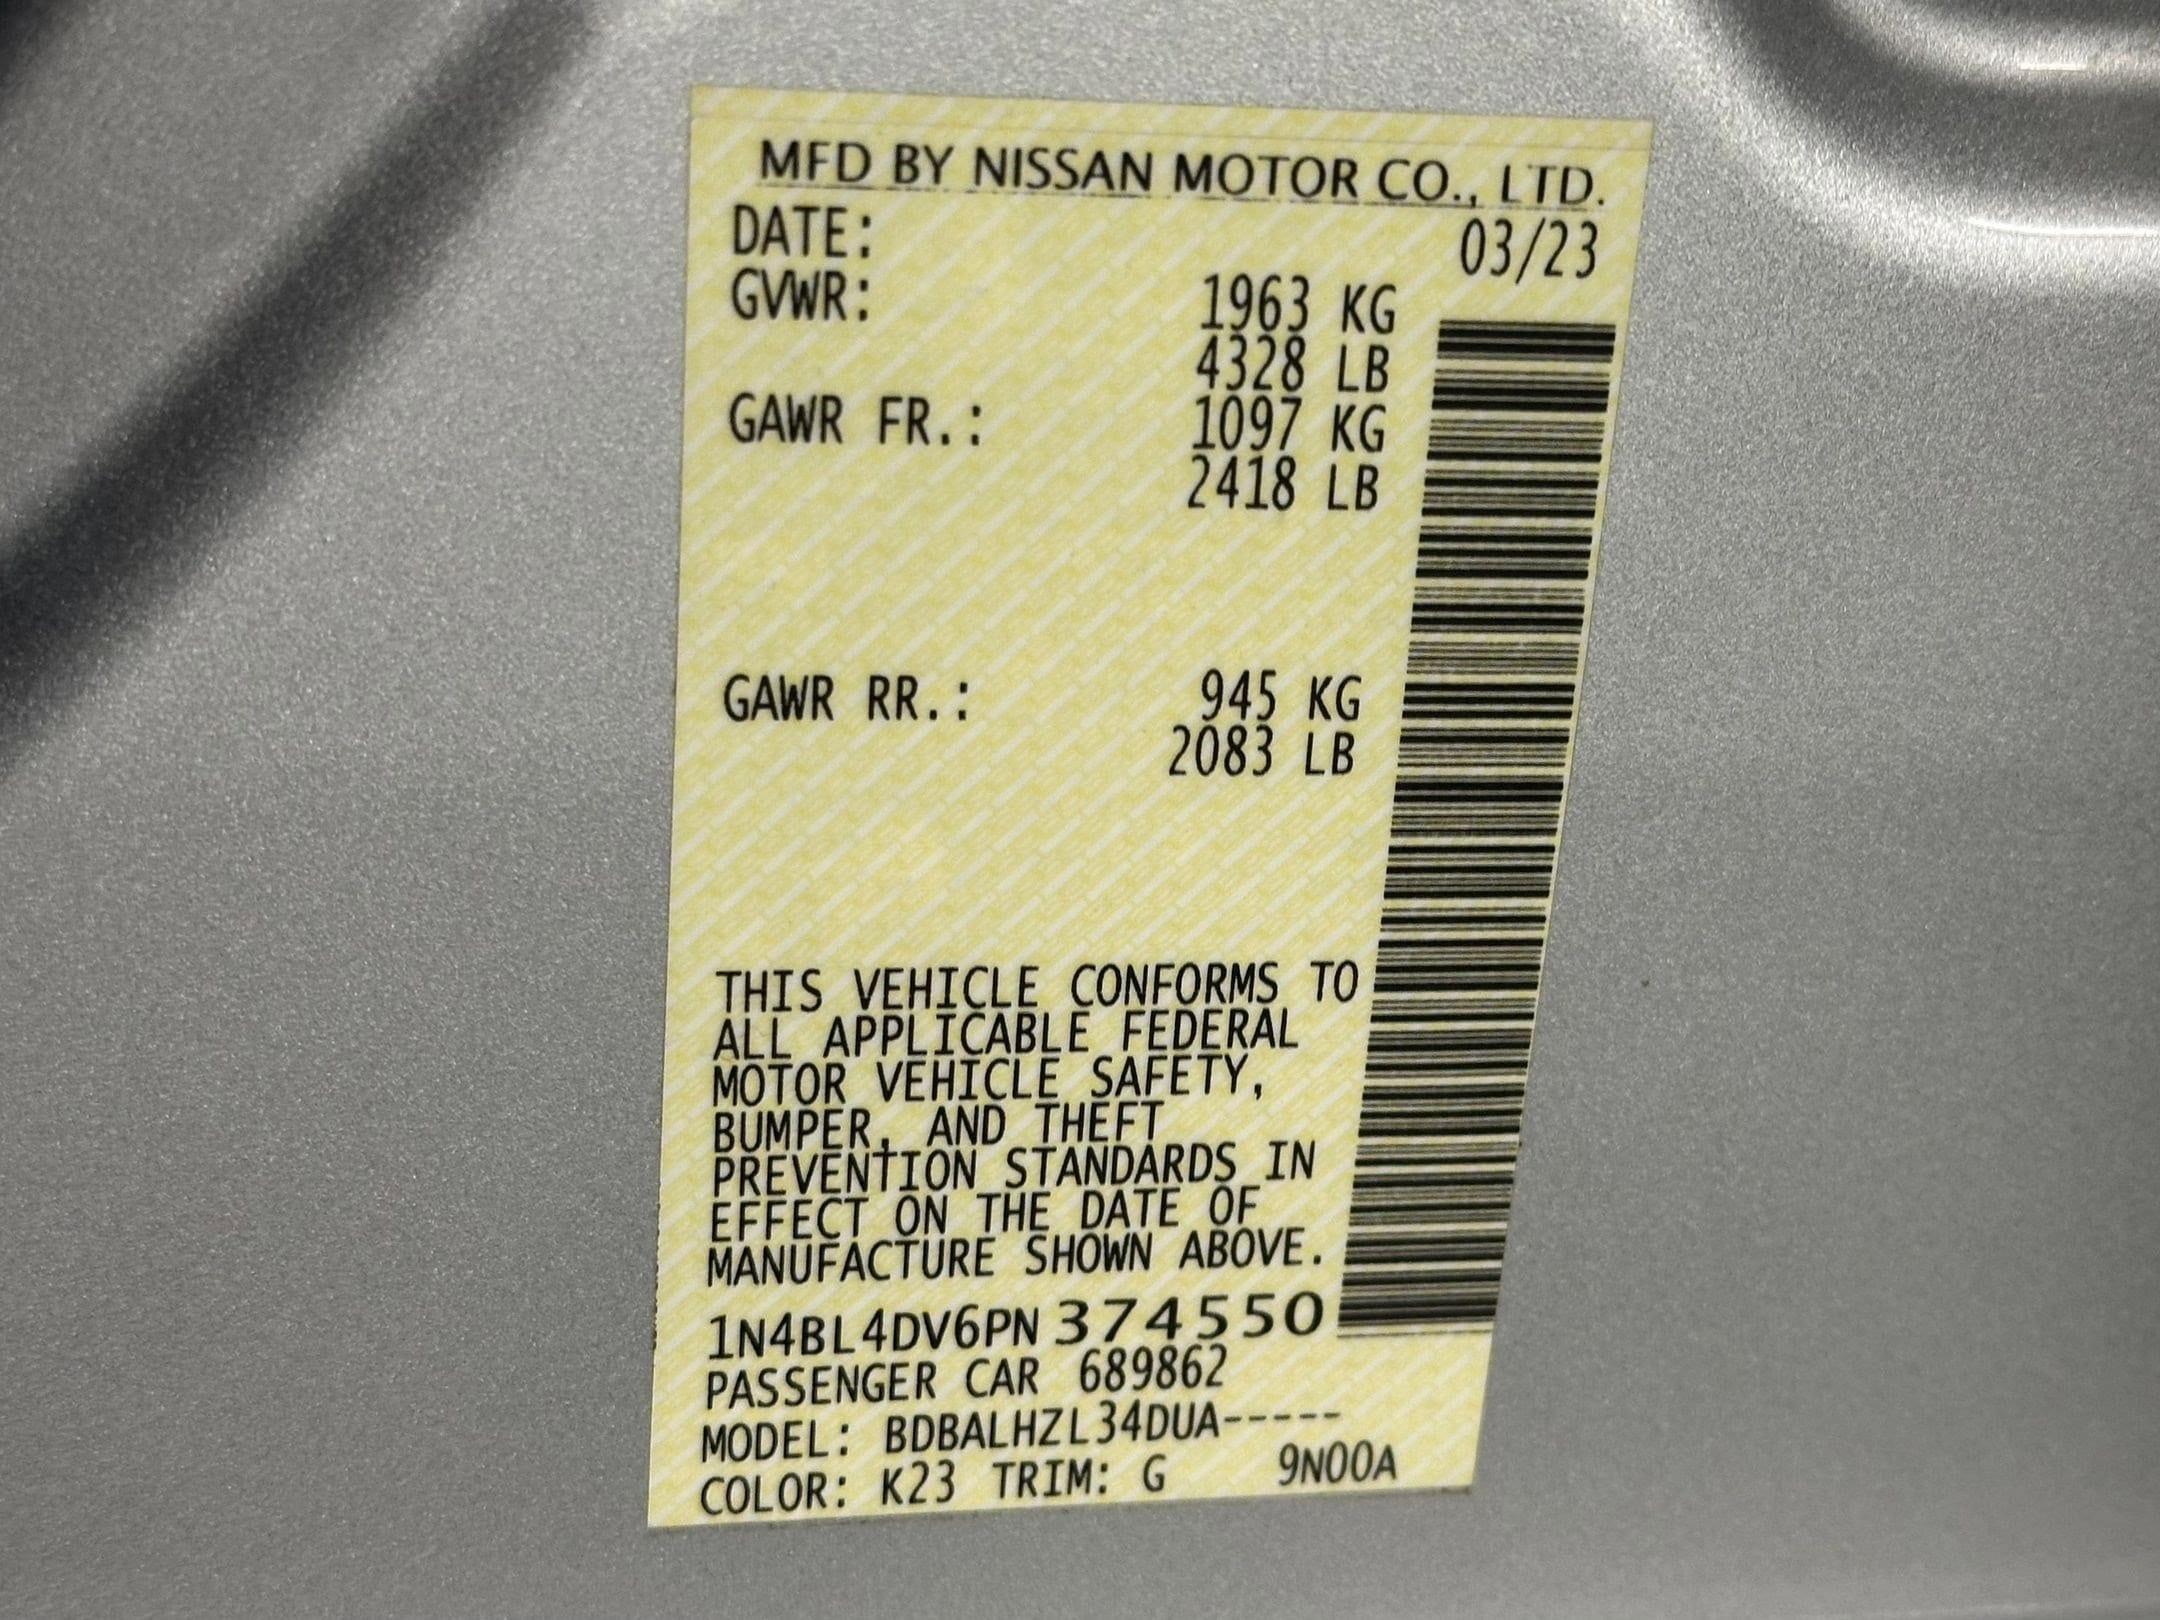 MFD BY NISSAN MOTOR CO., LTD.
DATE: 03/23
GVWR: 1963 KG
4328 LB
GAWR FR.: 1097 KG
2418 LB
GAWR RR.: 945 KG
2083 LB
THIS VEHICLE CONFORMS TO
ALL APPLICABLE FEDERAL
MOTOR VEHICLE SAFETY,
BUMPER, AND THEFT
PREVENTION STANDARDS IN
EFFECT ON THE DATE OF
MANUFACTURE SHOWN ABOVE.
1N4BL4DV6PN374550
PASSENGER CAR 689862
MODEL: BDBALHZL34DUA-----
COLOR: K23 TRIM: G 9N00A